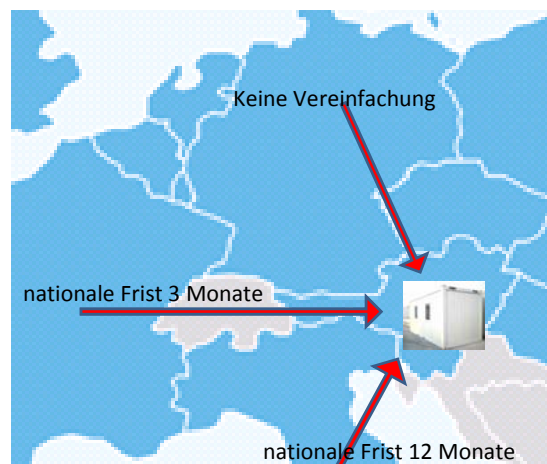 Keine Vereinfachung
nationale Frist 3 Monate
nationale Frist 12 Monate